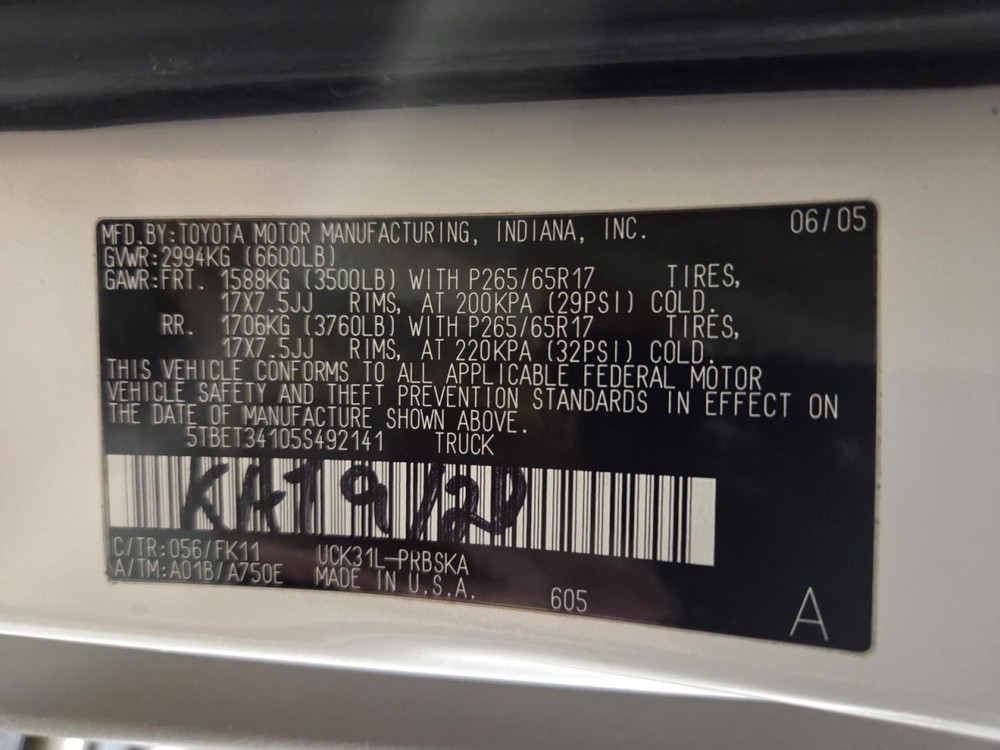 MFD.BY:TOYOTA MOTOR MANUFACTURING, INDIANA, INC. 06/05
GVWR:2994KG (6600LB)
GAWR:FRT. 1588KG (3500LB) WITH P265/65R17 TIRES,
17X7.5JJ RIMS, AT 200KPA (29PSI) COLD.
RR. 1706KG (3760LB) WITH P265/65R17 TIRES,
17X7.5JJ RIMS, AT 220KPA (32PSI) COLD.
THIS VEHICLE CONFORMS TO ALL APPLICABLE FEDERAL MOTOR
VEHICLE SAFETY AND THEFT PREVENTION STANDARDS IN EFFECT ON
THE DATE OF MANUFACTURE SHOWN ABOVE.
5TBET34105S492141 TRUCK
C/TR:056/FK11 UCK31L-PRBSKA
A/TM:A01B/A750E MADE IN U.S.A. 605 A